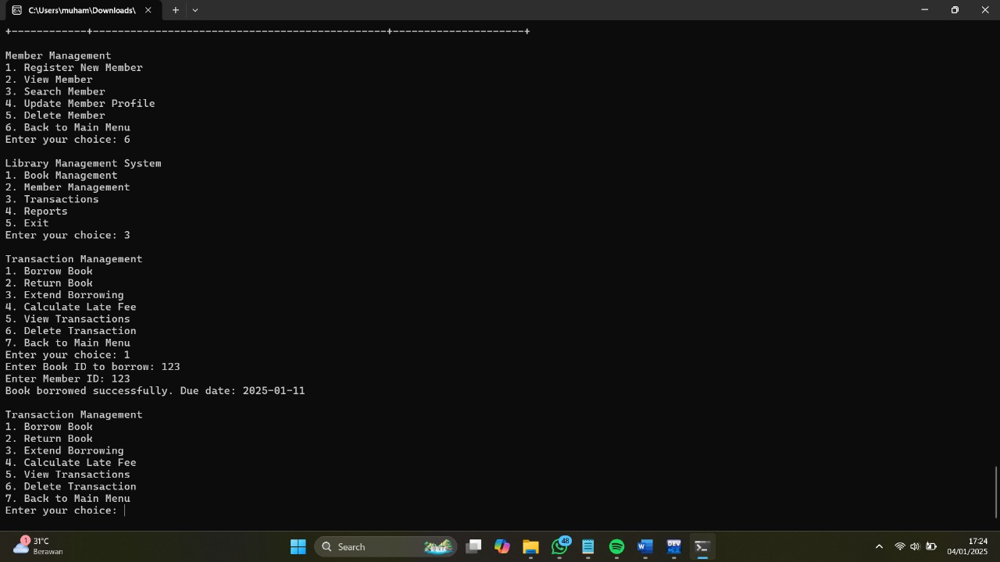 C:\Users\muham\Downloads\
+------------+-----------------------------------------------+---------------------+
Member Management
1. Register New Member
2. View Member
3. Search Member
4. Update Member Profile
5. Delete Member
6. Back to Main Menu
Enter your choice: 6
Library Management System
1. Book Management
2. Member Management
3. Transactions
4. Reports
5. Exit
Enter your choice: 3
Transaction Management
1. Borrow Book
2. Return Book
3. Extend Borrowing
4. Calculate Late Fee
5. View Transactions
6. Delete Transaction
7. Back to Main Menu
Enter your choice: 1
Enter Book ID to borrow: 123
Enter Member ID: 123
Book borrowed successfully. Due date: 2025-01-11
Transaction Management
1. Borrow Book
2. Return Book
3. Extend Borrowing
4. Calculate Late Fee
5. View Transactions
6. Delete Transaction
7. Back to Main Menu
Enter your choice:
1
31°C
Berawan
Search
48
W
DEV
17:24
04/01/2025